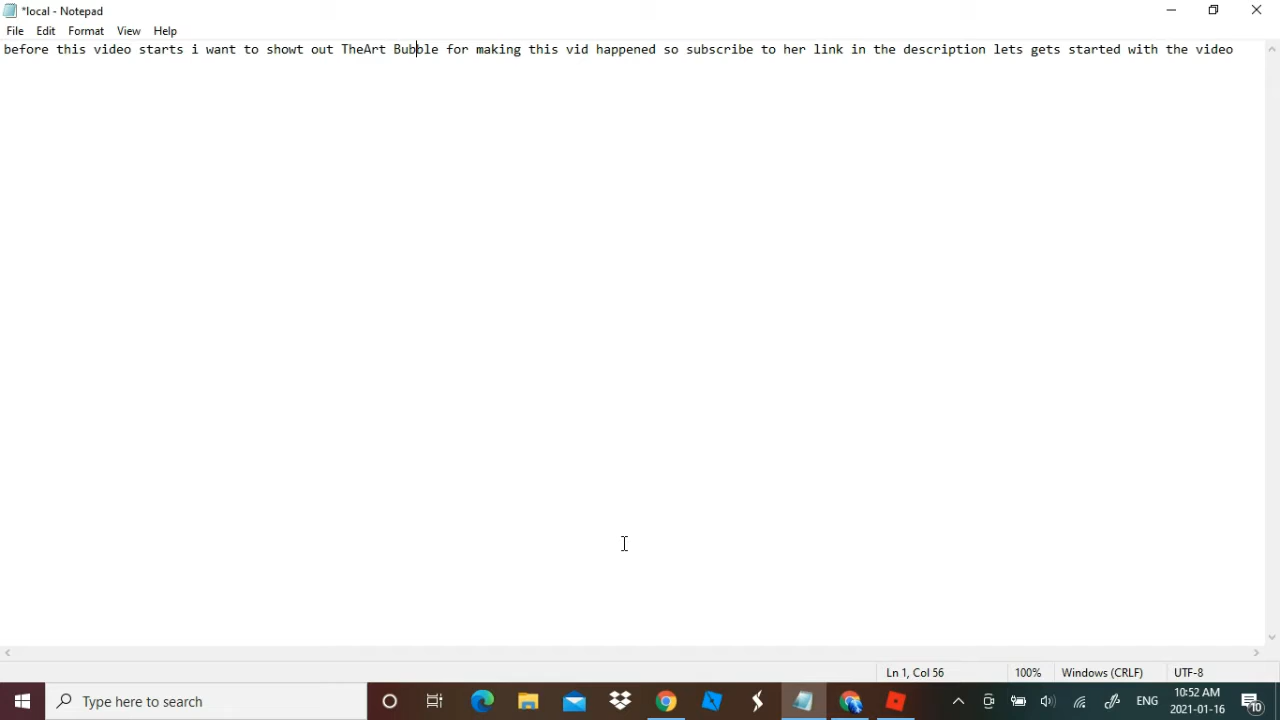 *local - Notepad
File Edit Format View Help
before this video starts i want to showt out TheArt Bubble for making this vid happened so subscribe to her link in the description lets gets started with the video
Ln 1, Col 56 100% Windows (CRLF) UTF-8
Type here to search
ENG
10:52 AM
2021-01-16
10